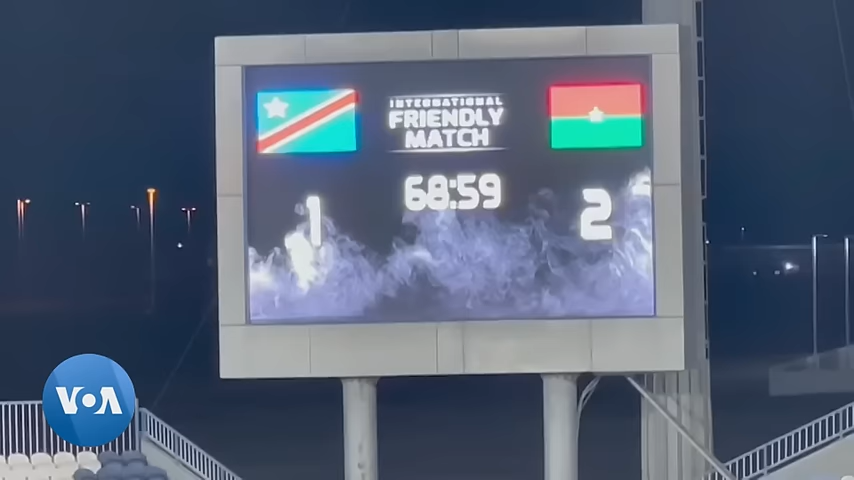 INTERNATIONAL
FRIENDLY
MATCH
68:59
1
2
VOA